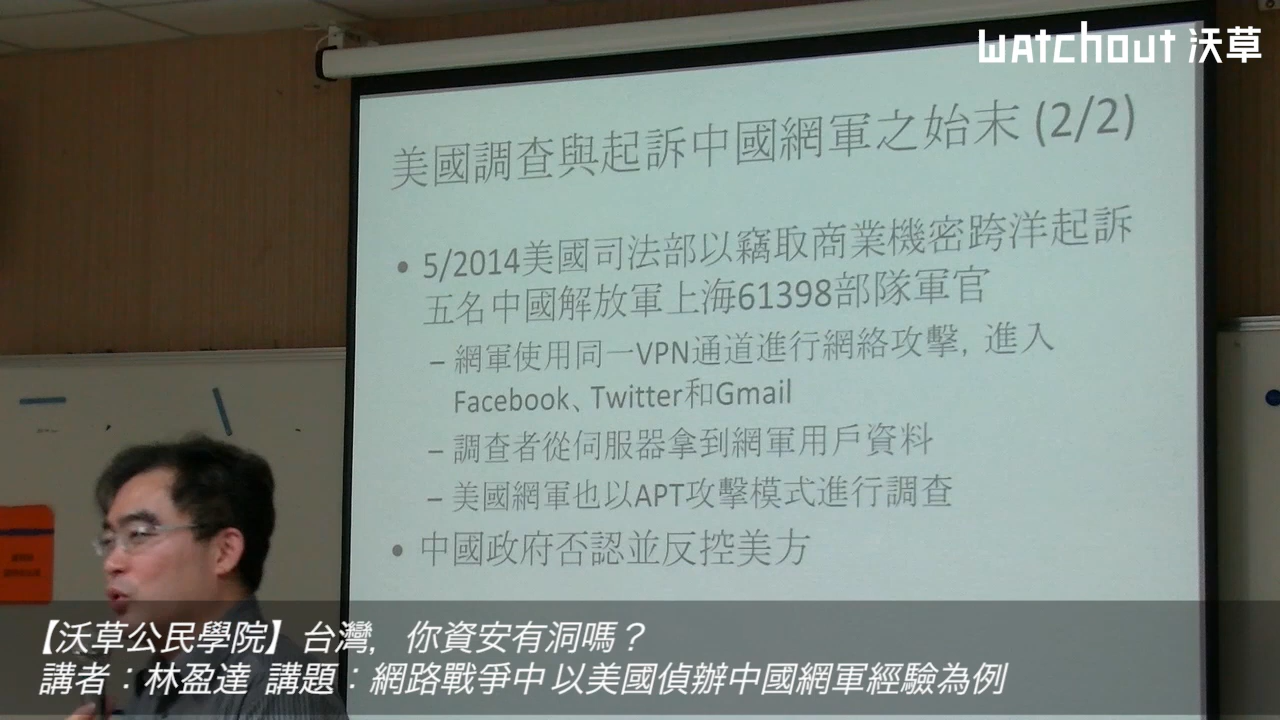 watchout 沃草
美國調查與起訴中國網軍之始末 (2/2)
• 5/2014美國司法部以竊取商業機密跨洋起訴
五名中國解放軍上海61398部隊軍官
– 網軍使用同一VPN通道進行網絡攻擊, 進入
Facebook、Twitter和Gmail
– 調查者從伺服器拿到網軍用戶資料
– 美國網軍也以APT攻擊模式進行調查
• 中國政府否認並反控美方
【沃草公民學院】台灣, 你資安有洞嗎？
講者：林盈達 講題：網路戰爭中 以美國偵辦中國網軍經驗為例